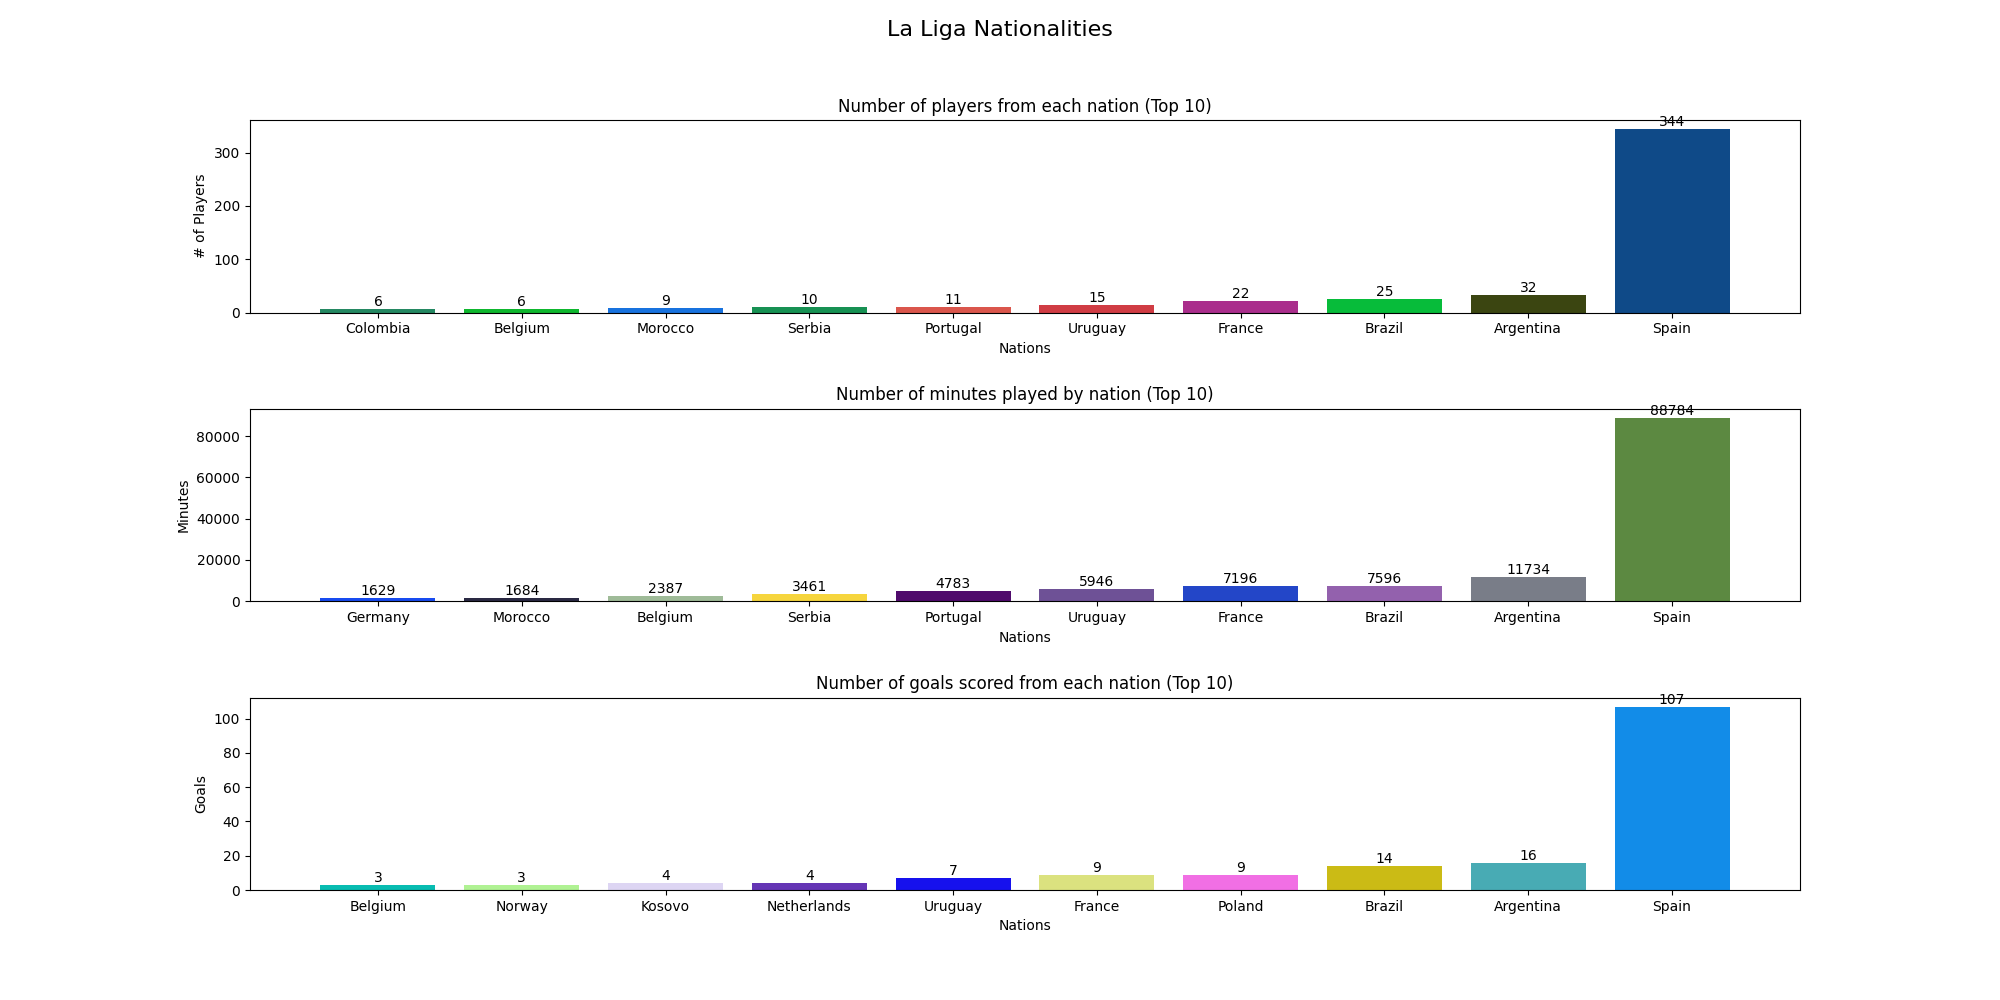 La Liga Nationalities
Number of players from each nation (Top 10)
# of Players
300
200
100
0
6 6 9 10 11 15 22 25 32 344
Colombia Belgium Morocco Serbia Portugal Uruguay France Brazil Argentina Spain
Nations
Number of minutes played by nation (Top 10)
Minutes
80000
60000
40000
20000
0
1629 1684 2387 3461 4783 5946 7196 7596 11734 88784
Germany Morocco Belgium Serbia Portugal Uruguay France Brazil Argentina Spain
Nations
Number of goals scored from each nation (Top 10)
Goals
100
80
60
40
20
0
3 3 4 4 7 9 9 14 16 107
Belgium Norway Kosovo Netherlands Uruguay France Poland Brazil Argentina Spain
Nations